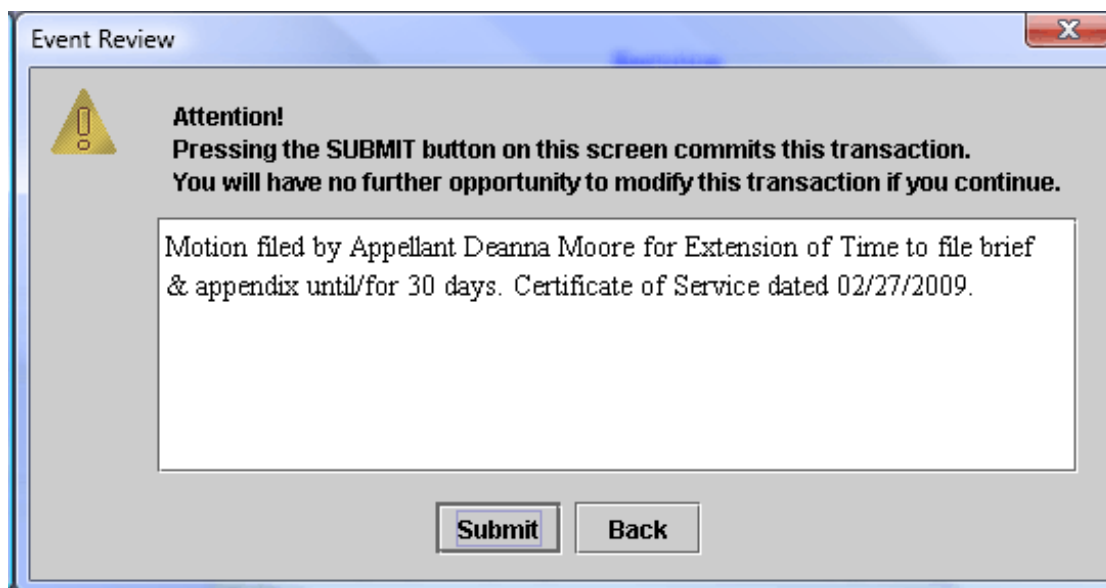 Event Review
Attention!
Pressing the SUBMIT button on this screen commits this transaction.
You will have no further opportunity to modify this transaction if you continue.
Motion filed by Appellant Deanna Moore for Extension of Time to file brief
& appendix until/for 30 days. Certificate of Service dated 02/27/2009.
Submit
Back